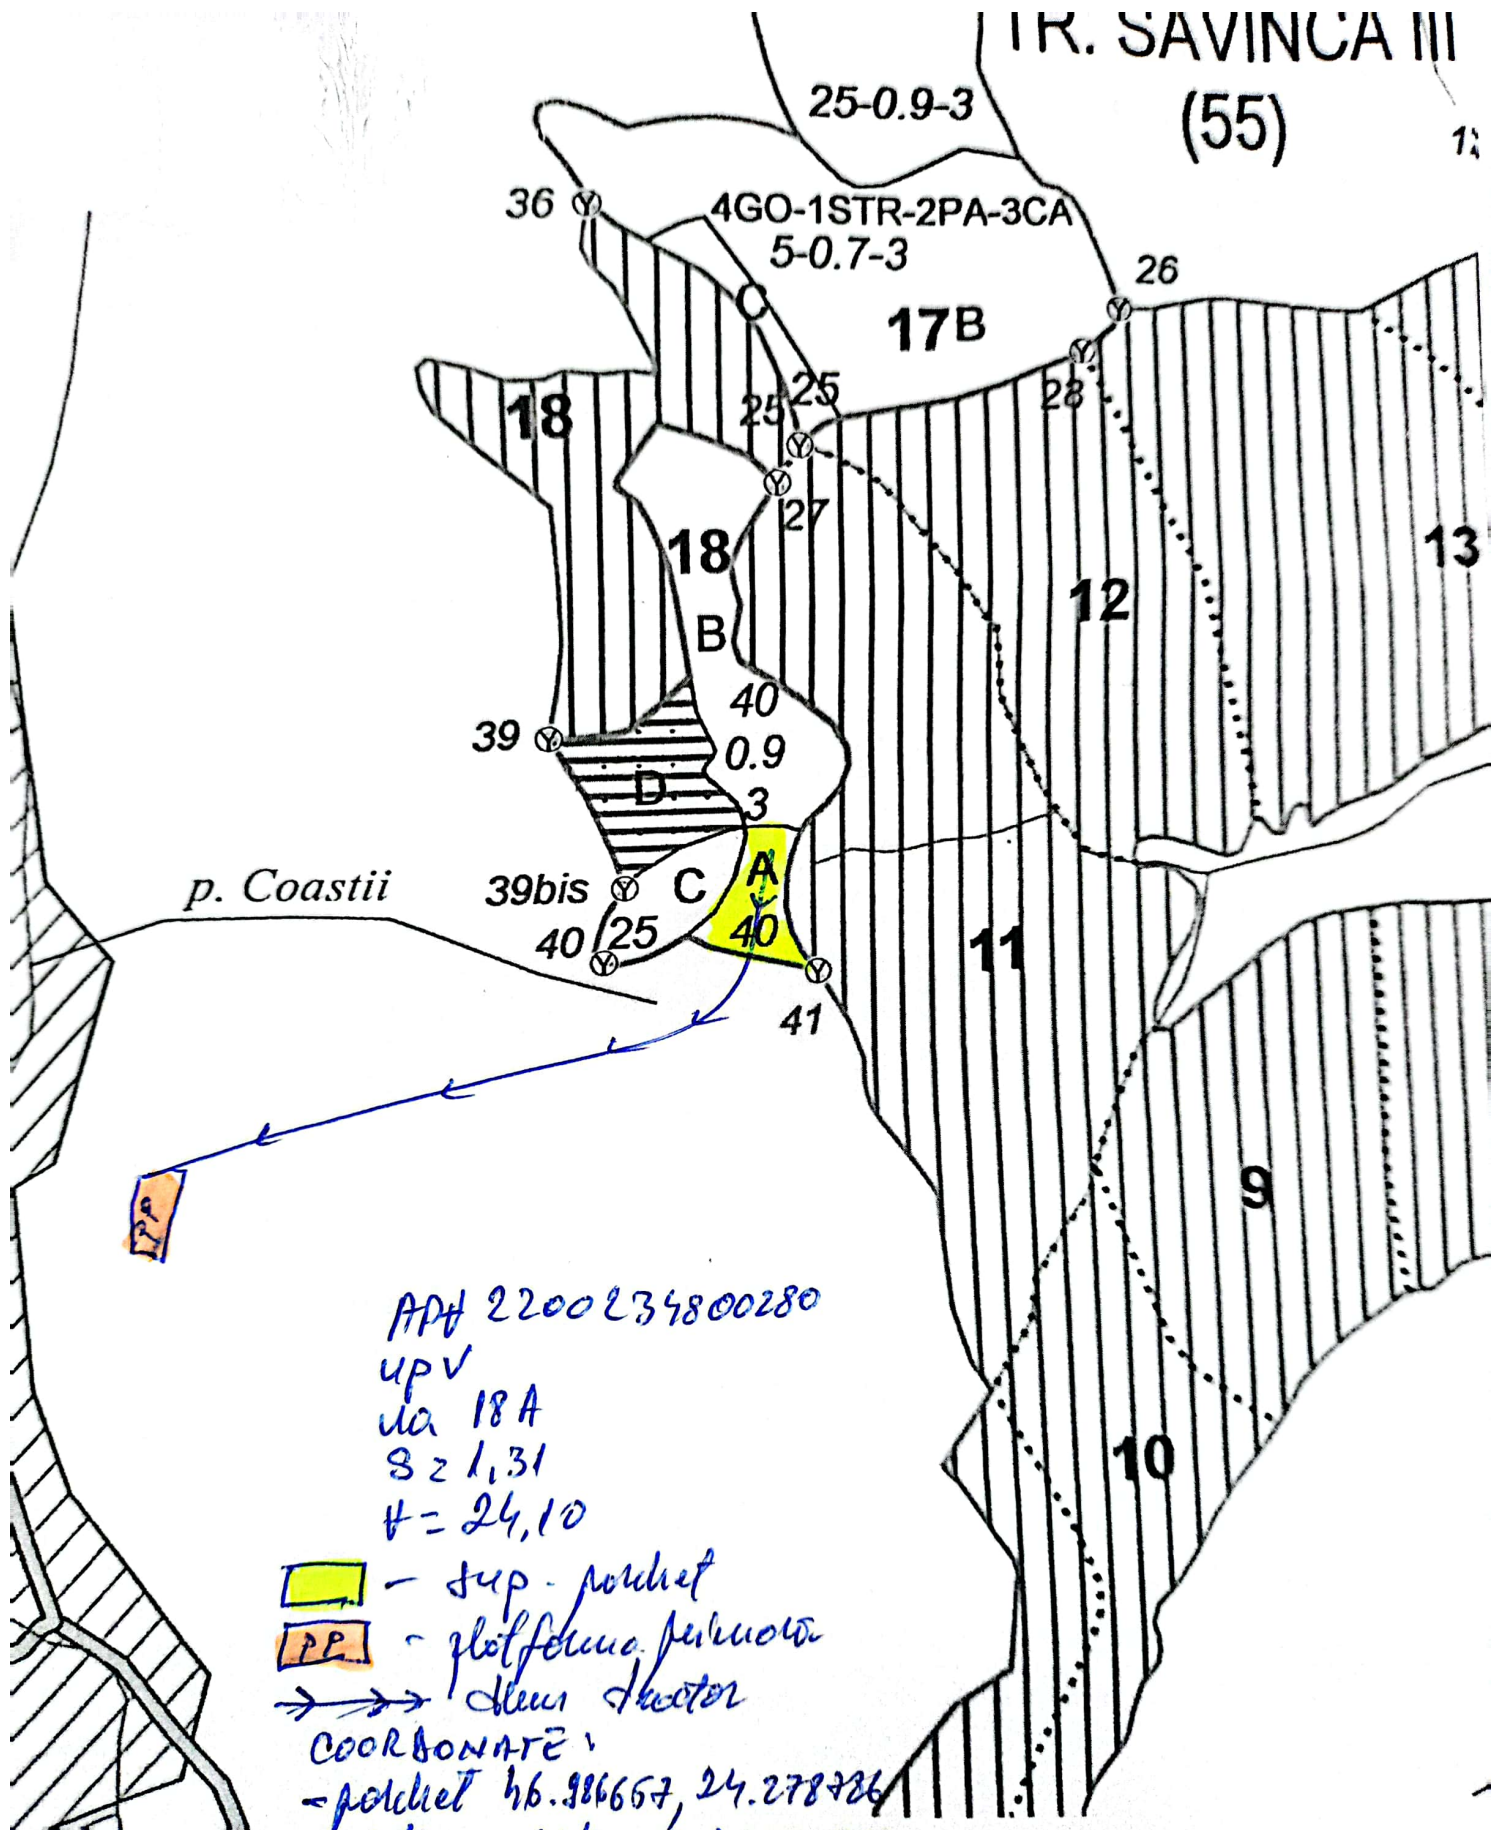 TR. SAVINCA III
(55)
25-0.9-3
36
4GO-1STR-2PA-3CA
5-0.7-3
26
C
17B
28
25
25
18
27
18
13
12
B
40
39
0.9
D
3
p. Coastii
39bis
C
A
40
25
40
11
41
9
10
PP
APV 2200234800280
UP V
ua 18A
S = 1,31
V = 24,10
- sup. parchet
PP - platforma primara
drum tractor
COORDONATE:
- parchet 46.986667, 24.278786